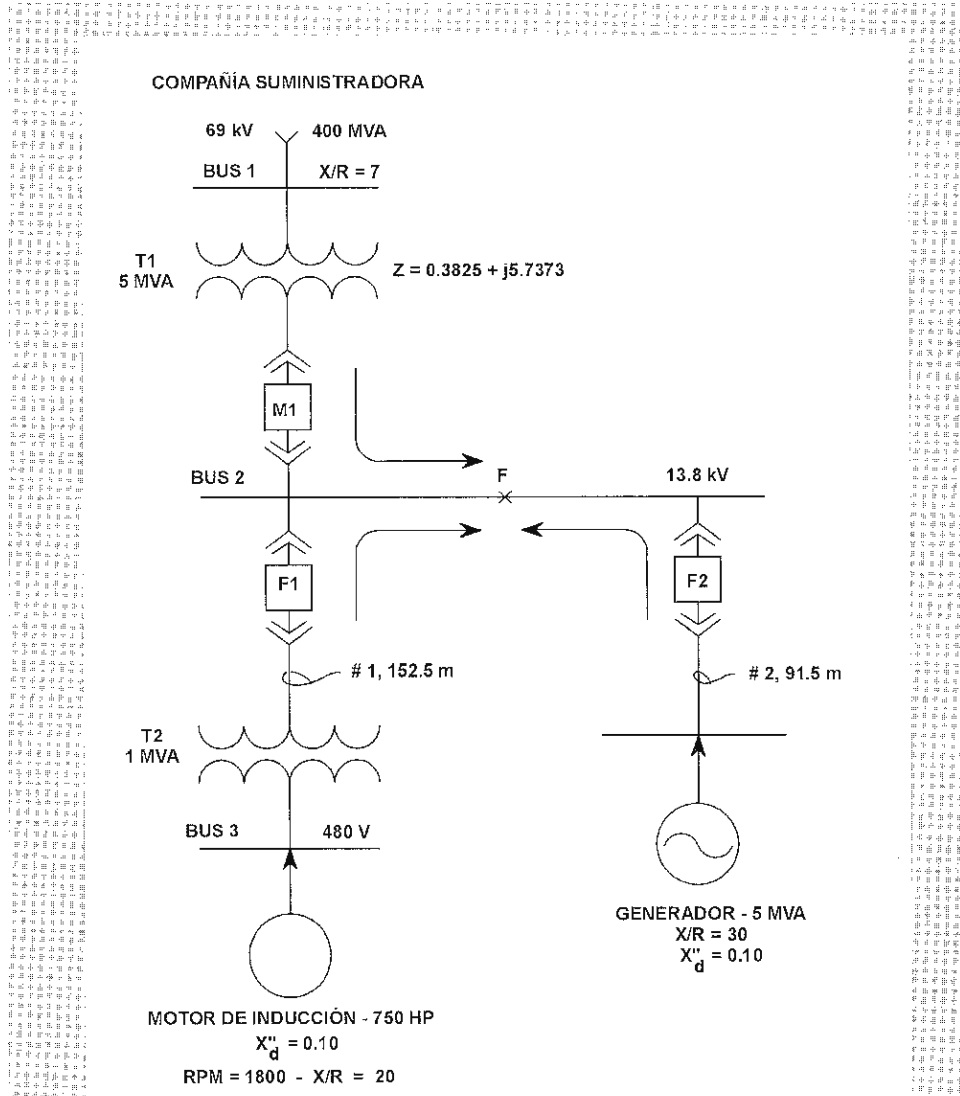 COMPAÑÍA SUMINISTRADORA
69 kV 400 MVA
BUS 1 X/R = 7
T1
5 MVA
Z = 0.3825 + j5.7373
M1
BUS 2
F
13.8 kV
F1
F2
# 1, 152.5 m
# 2, 91.5 m
T2
1 MVA
BUS 3 480 V
GENERADOR - 5 MVA
X/R = 30
X"d = 0.10
MOTOR DE INDUCCIÓN - 750 HP
X"d = 0.10
RPM = 1800 - X/R = 20